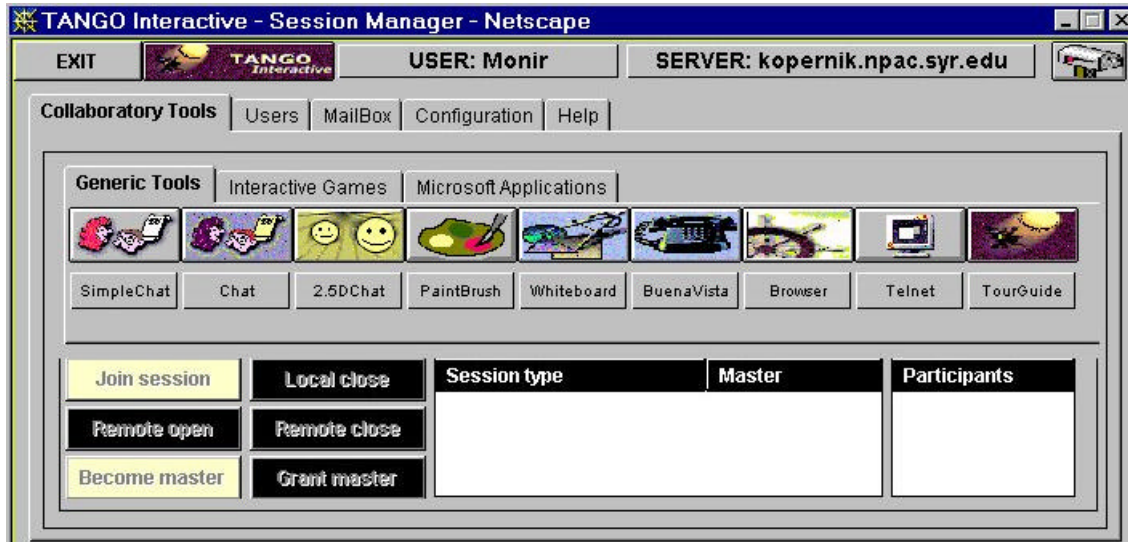 TANGO Interactive - Session Manager - Netscape
EXIT TANGO Interactive USER: Monir SERVER: kopernik.npac.syr.edu
Collaboratory Tools Users MailBox Configuration Help
Generic Tools Interactive Games Microsoft Applications
SimpleChat Chat 2.5DChat PaintBrush Whiteboard BuenaVista Browser Telnet TourGuide
Join session Local close Session type Master Participants
Remote open Remote close
Become master Grant master